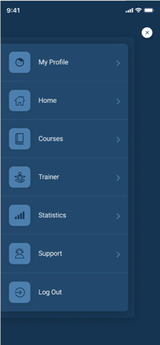 9:41
My Profile
Home
Courses
Trainer
Statistics
Support
Log Out